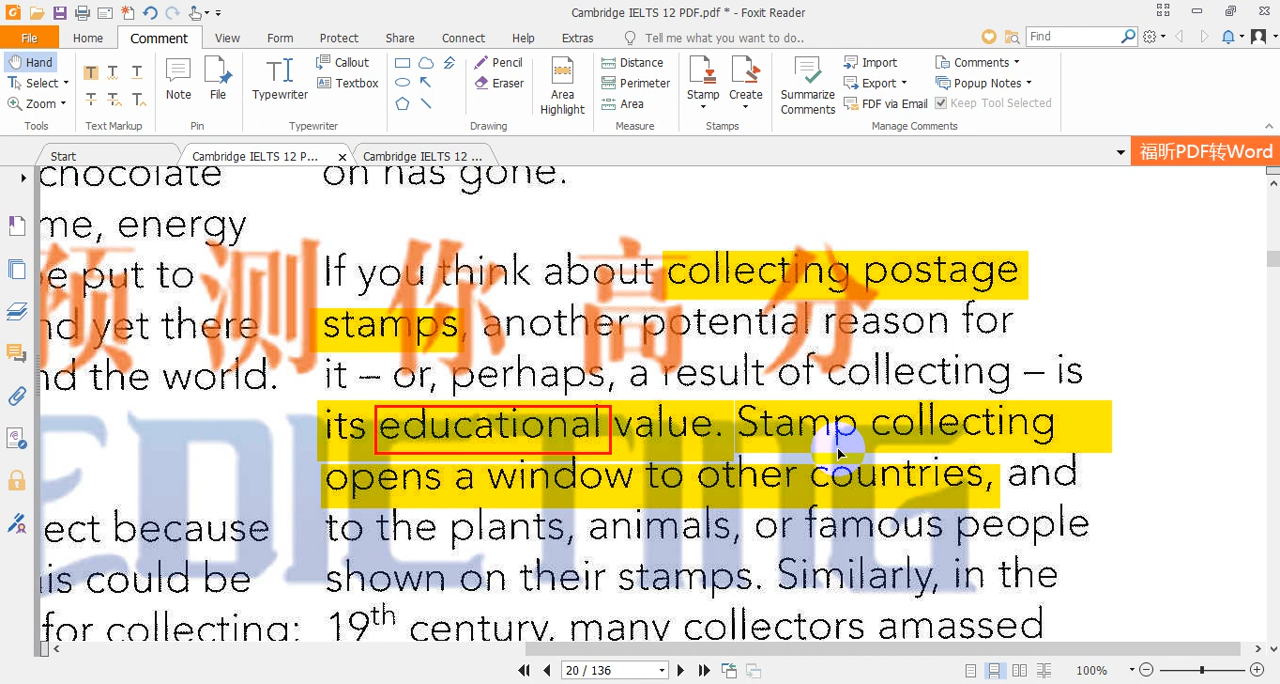 Cambridge IELTS 12 PDF.pdf * - Foxit Reader
File Home Comment View Form Protect Share Connect Help Extras Tell me what you want to do.. Find
Hand Callout Pencil Distance Import Comments
Select Textbox Eraser Perimeter Export Popup Notes
Zoom Note File Typewriter Area Highlight Area Stamp Create Summarize Comments FDF via Email Keep Tool Selected
Tools Text Markup Pin Typewriter Drawing Measure Stamps Manage Comments
Start Cambridge IELTS 12 P... Cambridge IELTS 12 ... 福昕PDF转Word
chocolate
me, energy
e put to
nd yet there
nd the world.
ect because
is could be
for collecting:
on has gone.
If you think about collecting postage
stamps, another potential reason for
it – or, perhaps, a result of collecting – is
its educational value. Stamp collecting
opens a window to other countries, and
to the plants, animals, or famous people
shown on their stamps. Similarly, in the
19th century, many collectors amassed
预测你高分
EDICTING
20 / 136 100%